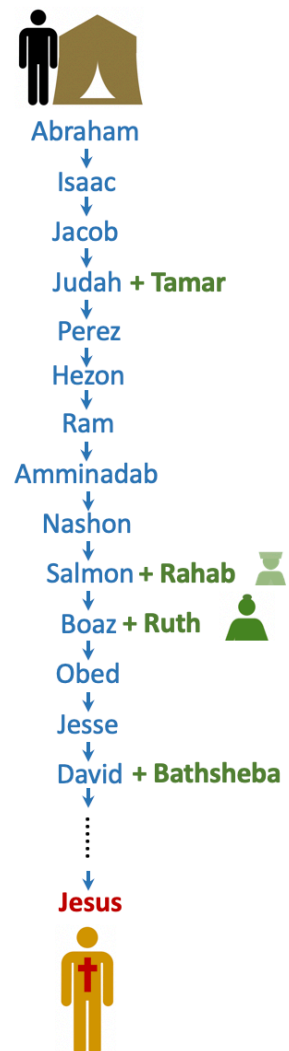 Abraham
Isaac
Jacob
Judah + Tamar
Perez
Hezon
Ram
Amminadab
Nashon
Salmon + Rahab
Boaz + Ruth
Obed
Jesse
David + Bathsheba
......
Jesus